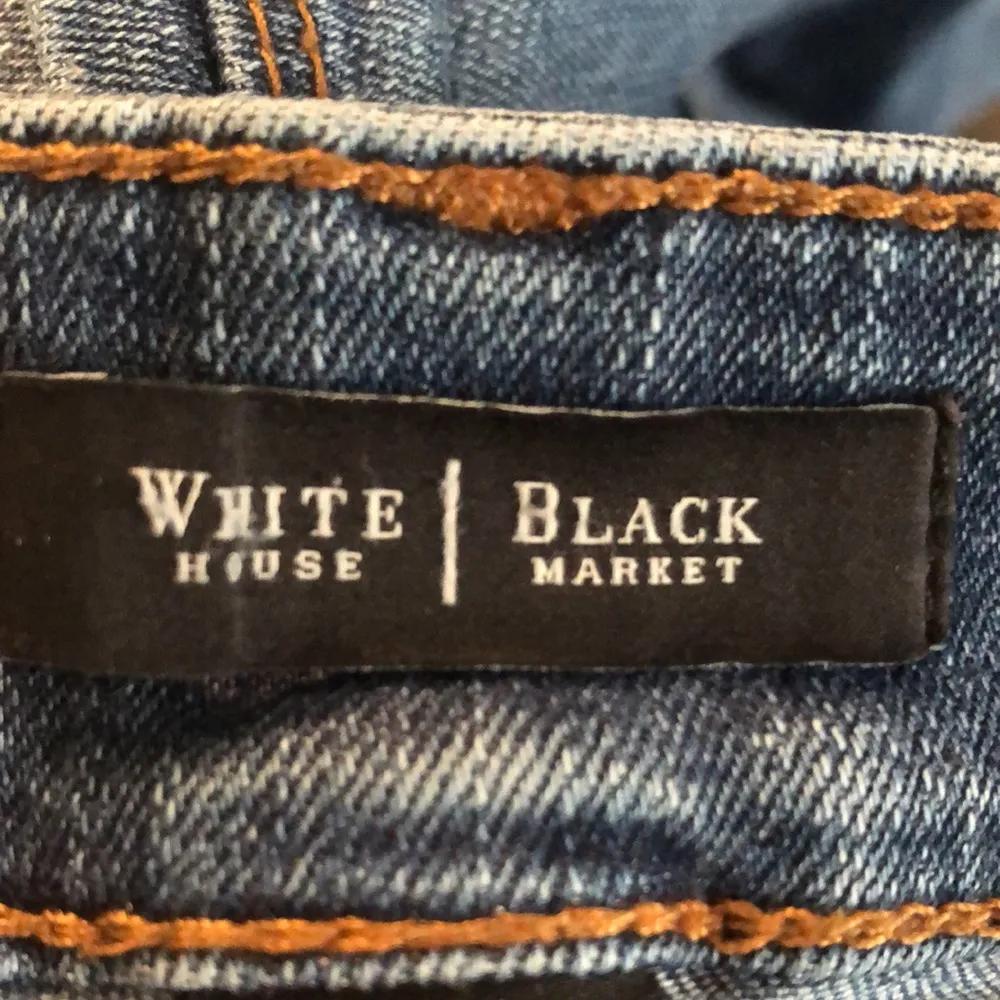 WHITE | BLACK
HOUSE MARKET